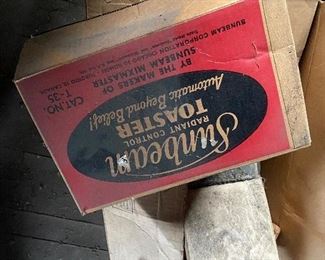 Sunbeam
RADIANT CONTROL
TOASTER
Automatic Beyond Belief!
CAT. NO.
T-35
BY THE MAKERS OF
SUNBEAM MIXMASTER
SUNBEAM CORPORATION